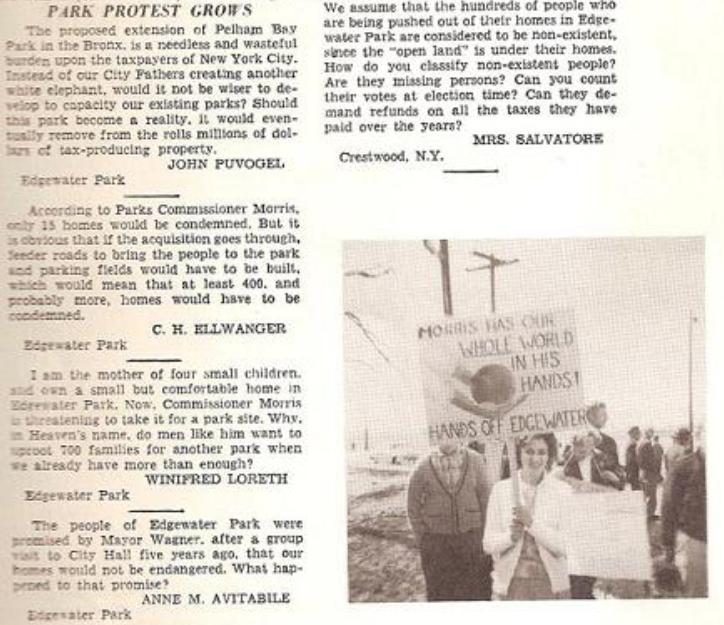 PARK PROTEST GROWS
The proposed extension of Pelham Bay
Park in the Bronx, is a needless and wasteful
burden upon the taxpayers of New York City.
Instead of our City Fathers creating another
white elephant, would it not be wiser to de-
velop to capacity our existing parks? Should
this park become a reality, it would even-
tually remove from the rolls millions of dol-
lars of tax-producing property.
JOHN PUVOGEL
Edgewater Park
According to Parks Commissioner Morris,
only 15 homes would be condemned. But it
is obvious that if the acquisition goes through,
feeder roads to bring the people to the park
and parking fields would have to be built,
which would mean that at least 400, and
probably more, homes would have to be
condemned.
C. H. ELLWANGER
Edgewater Park
I am the mother of four small children,
and own a small but comfortable home in
Edgewater Park. Now, Commissioner Morris
is threatening to take it for a park site. Why,
in Heaven's name, do men like him want to
uproot 700 families for another park when
we already have more than enough?
WINIFRED LORETH
Edgewater Park
The people of Edgewater Park were
promised by Mayor Wagner, after a group
visit to City Hall five years ago, that our
homes would not be endangered. What hap-
pened to that promise?
ANNE M. AVITABILE
Edgewater Park
We assume that the hundreds of people who
are being pushed out of their homes in Edge-
water Park are considered to be non-existent,
since the "open land" is under their homes.
How do you classify non-existent people?
Are they missing persons? Can you count
their votes at election time? Can they de-
mand refunds on all the taxes they have
paid over the years?
MRS. SALVATORE
Crestwood, N.Y.
MORRIS HAS OUR
WHOLE WORLD
IN HIS
HANDS!
HANDS OFF EDGEWATER